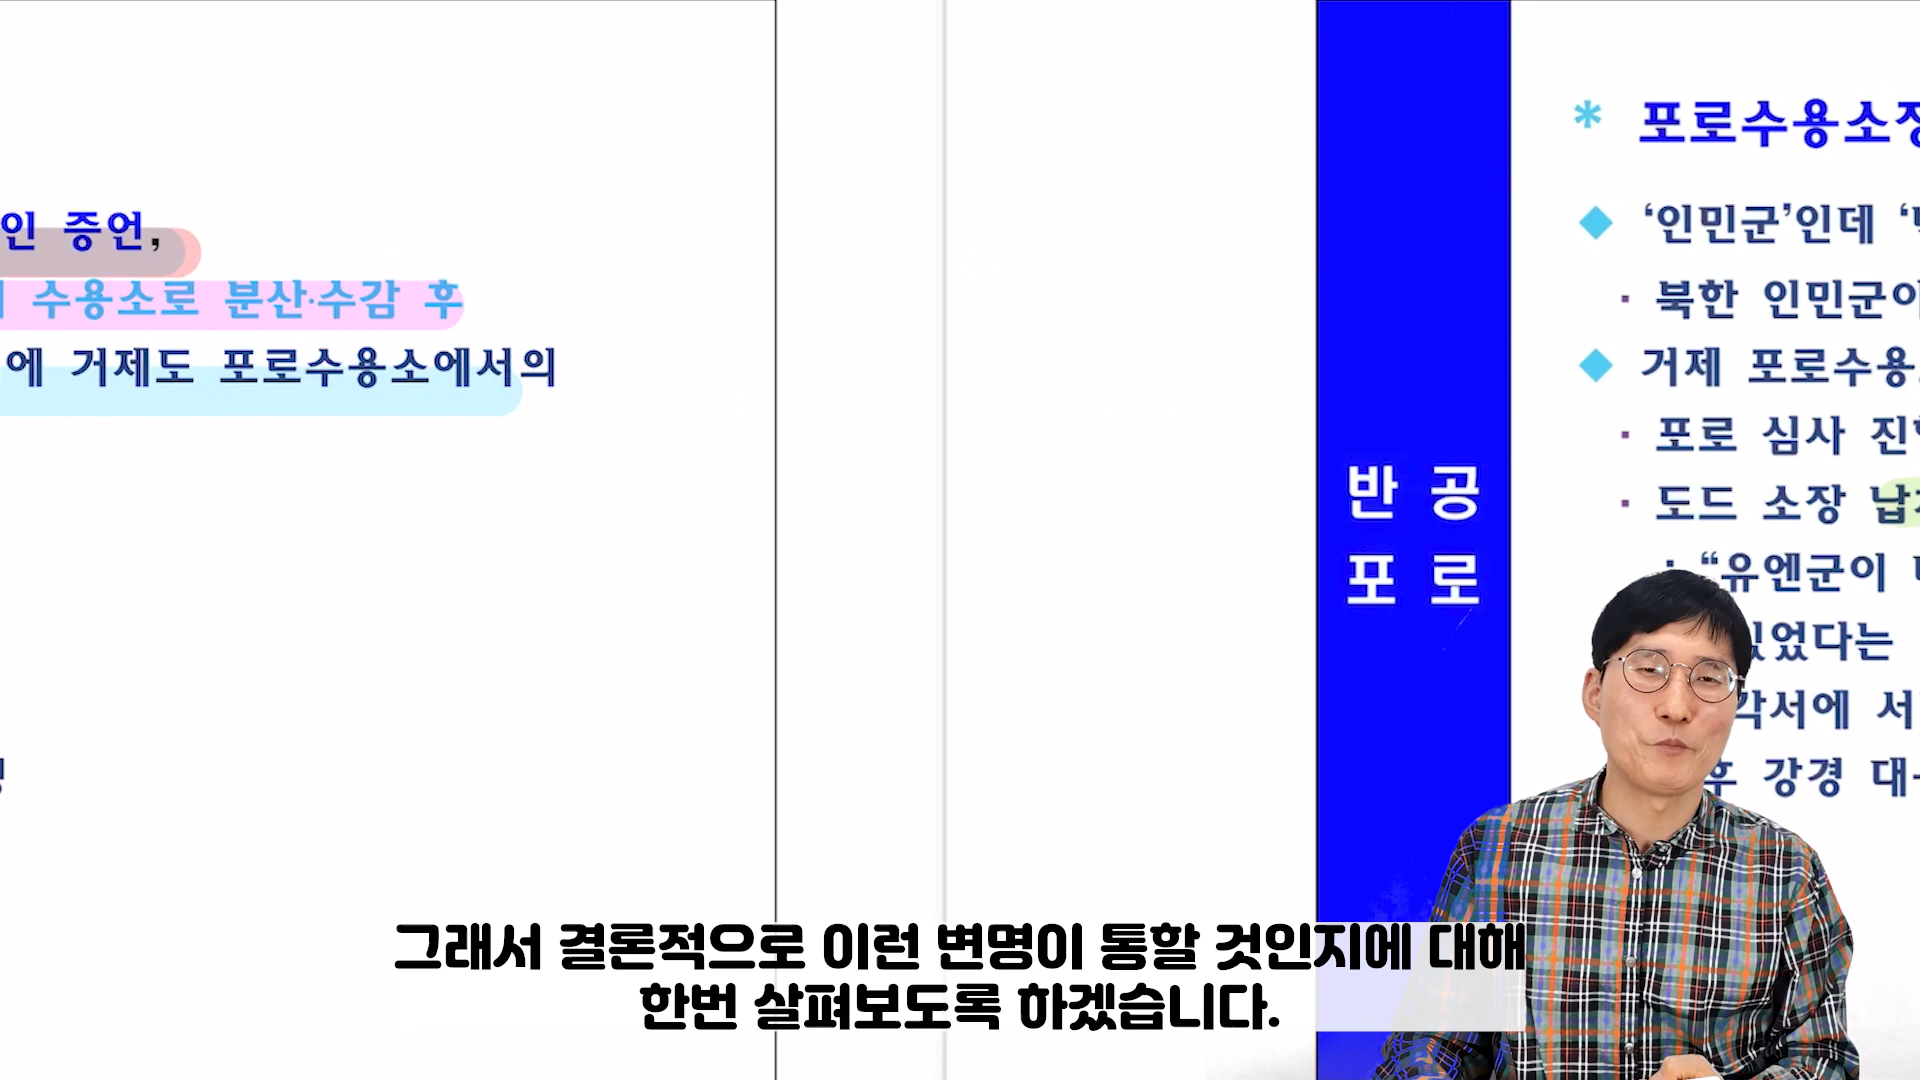 인 증언,
수용소로 분산·수감 후
에 거제도 포로수용소에서의
반 공
포 로
* 포로수용소
‘인민군’인데
북한 인민군
거제 포로수용
포로 심사
도드 소장
“유엔군이
있었다는
각서에
후 강경
그래서 결론적으로 이런 변명이 통할 것인지에 대해
한번 살펴보도록 하겠습니다.